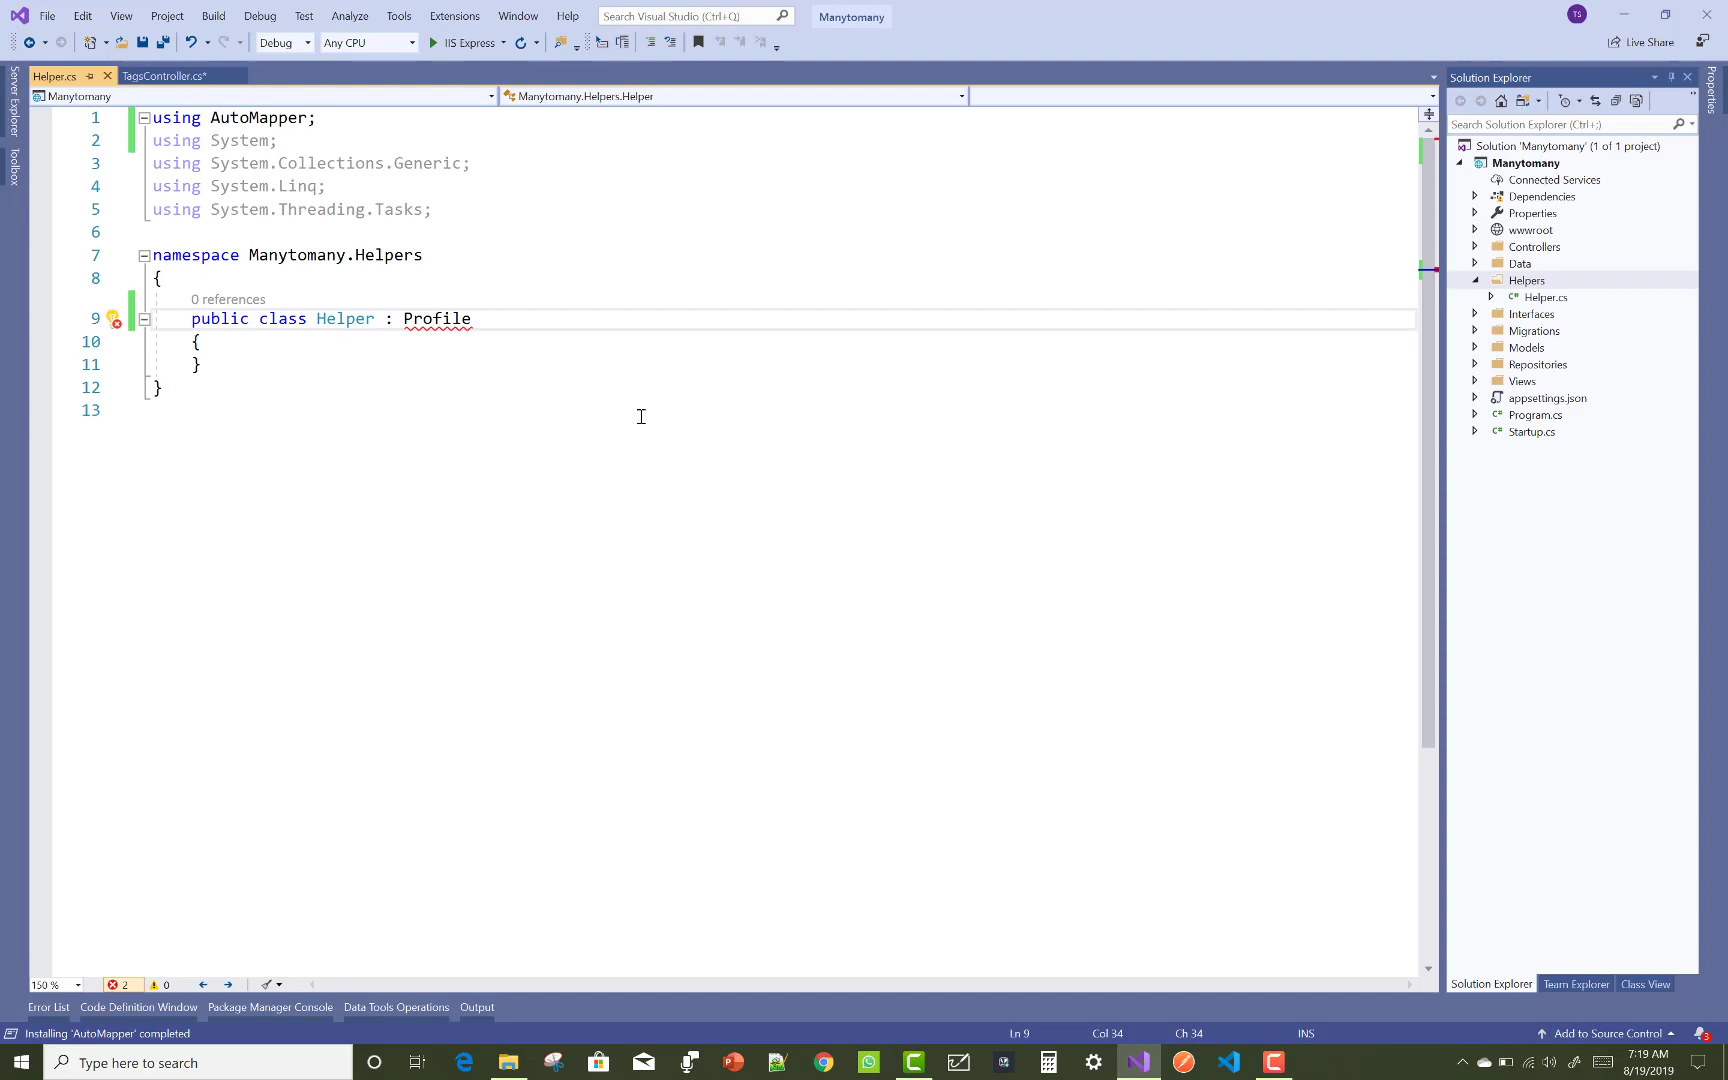 File Edit View Project Build Debug Test Analyze Tools Extensions Window Help Search Visual Studio (Ctrl+Q) Manytomany TS
Debug Any CPU IIS Express Live Share
Helper.cs TagsController.cs*
Manytomany Manytomany.Helpers.Helper
Server Explorer
Toolbox
1 using AutoMapper;
2 using System;
3 using System.Collections.Generic;
4 using System.Linq;
5 using System.Threading.Tasks;
6
7 namespace Manytomany.Helpers
8 {
0 references
9 public class Helper : Profile
10 {
11 }
12 }
13
Solution Explorer
Search Solution Explorer (Ctrl+;)
Solution 'Manytomany' (1 of 1 project)
Manytomany
Connected Services
Dependencies
Properties
wwwroot
Controllers
Data
Helpers
C# Helper.cs
Interfaces
Migrations
Models
Repositories
Views
appsettings.json
C# Program.cs
C# Startup.cs
Properties
150 % 2 0
Solution Explorer Team Explorer Class View
Error List Code Definition Window Package Manager Console Data Tools Operations Output
Installing 'AutoMapper' completed Ln 9 Col 34 Ch 34 INS Add to Source Control 3
Type here to search
7:19 AM
8/19/2019